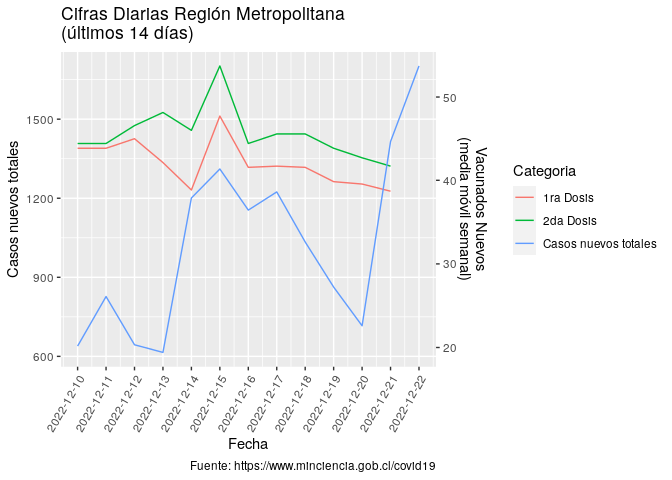 Cifras Diarias Región Metropolitana
(últimos 14 días)
Casos nuevos totales
1500
1200
900
600
50
40
30
20
Vacunados Nuevos
(media móvil semanal)
2022-12-10
2022-12-11
2022-12-12
2022-12-13
2022-12-14
2022-12-15
2022-12-16
2022-12-17
2022-12-18
2022-12-19
2022-12-20
2022-12-21
2022-12-22
Fecha
Categoria
1ra Dosis
2da Dosis
Casos nuevos totales
Fuente: https://www.minciencia.gob.cl/covid19